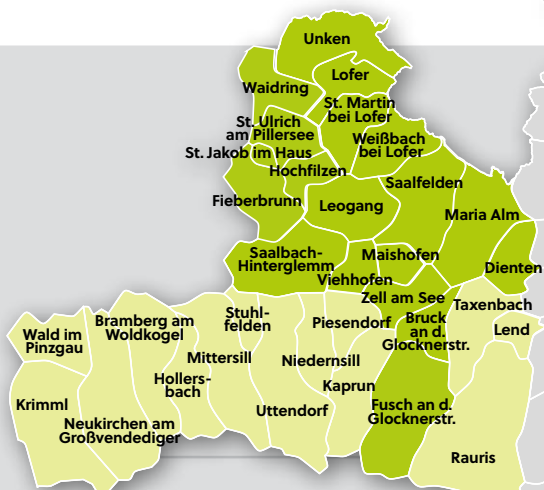 Unken
Lofer
Waidring
St. Martin
bei Lofer
St. Ulrich
am Pillersee
Weißbach
bei Lofer
St. Jakob im Haus
Hochfilzen
Saalfelden
Fieberbrunn
Leogang
Maria Alm
Saalbach-
Hinterglemm
Maishofen
Dienten
Viehhofen
Zell am See
Taxenbach
Bramberg am
Woldkogel
Stuhl-
felden
Piesendorf
Bruck
an d.
Glocknerstr.
Lend
Wald im
Pinzgau
Mittersill
Niedernsill
Hollers-
bach
Kaprun
Krimml
Uttendorf
Fusch an d.
Glocknerstr.
Neukirchen am
Großvendediger
Rauris